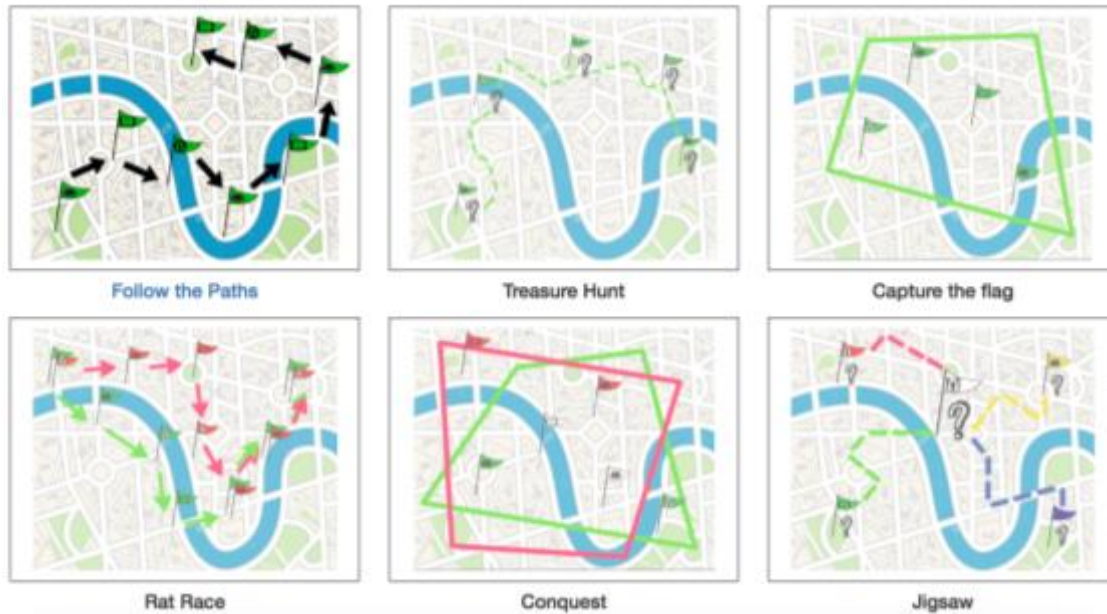 Follow the Paths
Treasure Hunt
Capture the flag
Rat Race
Conquest
Jigsaw